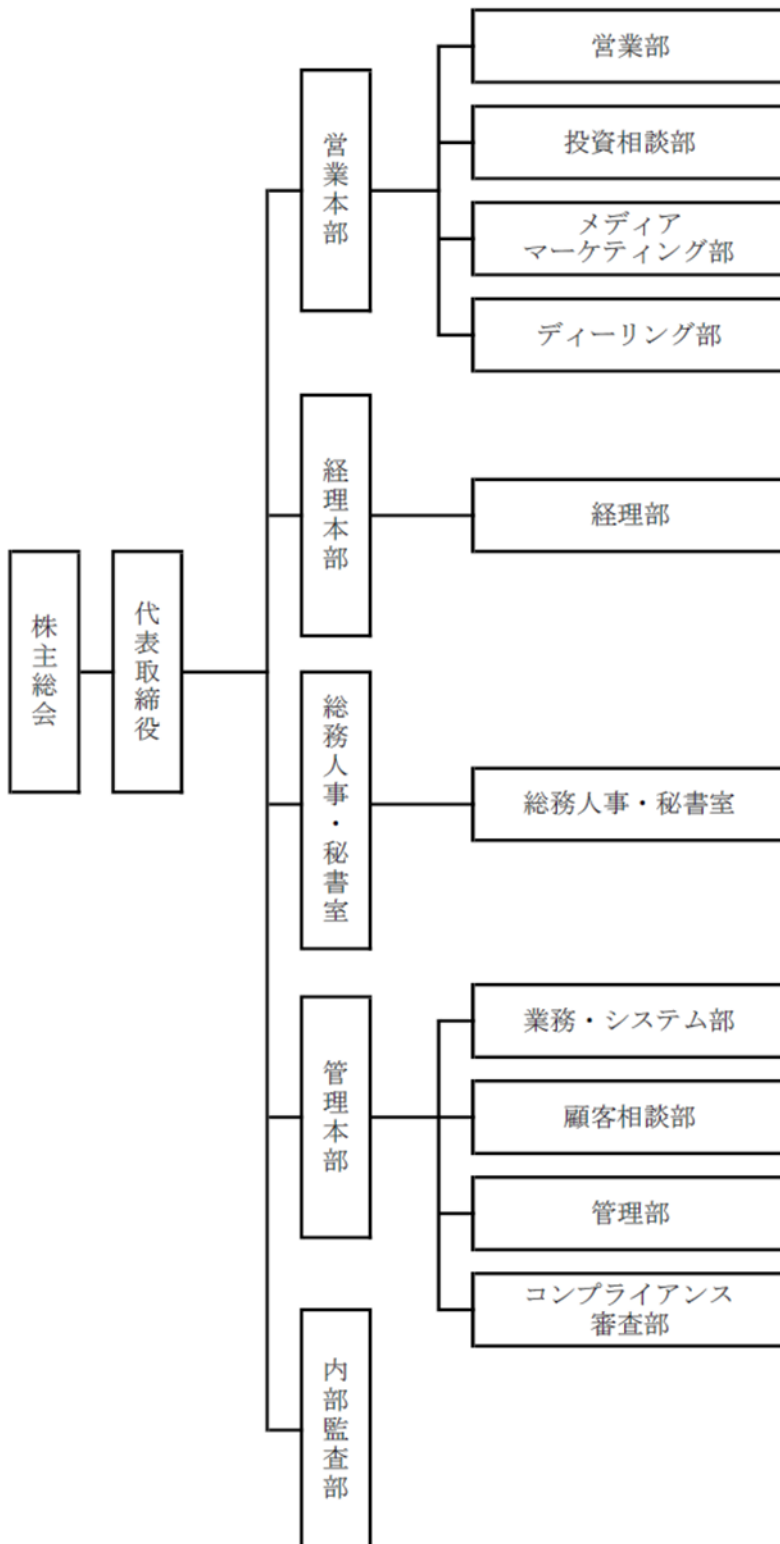 株主総会
代表取締役
営業本部
営業部
投資相談部
メディア
マーケティング部
ディーリング部
経理本部
経理部
総務人事・秘書室
総務人事・秘書室
管理本部
業務・システム部
顧客相談部
管理部
コンプライアンス
審査部
内部監査部